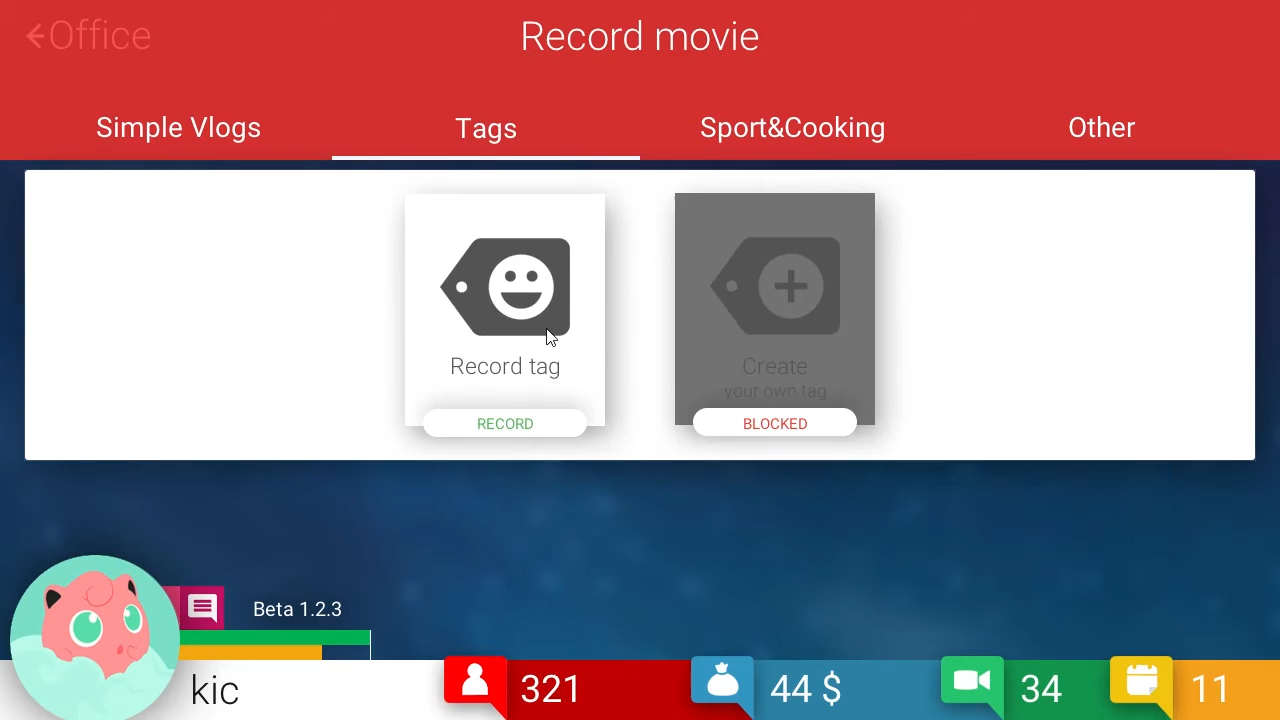 Office
Record movie
Simple Vlogs
Tags
Sport&Cooking
Other
Record tag
RECORD
Create
your own tag
BLOCKED
Beta 1.2.3
kic
321
44 $
34
11